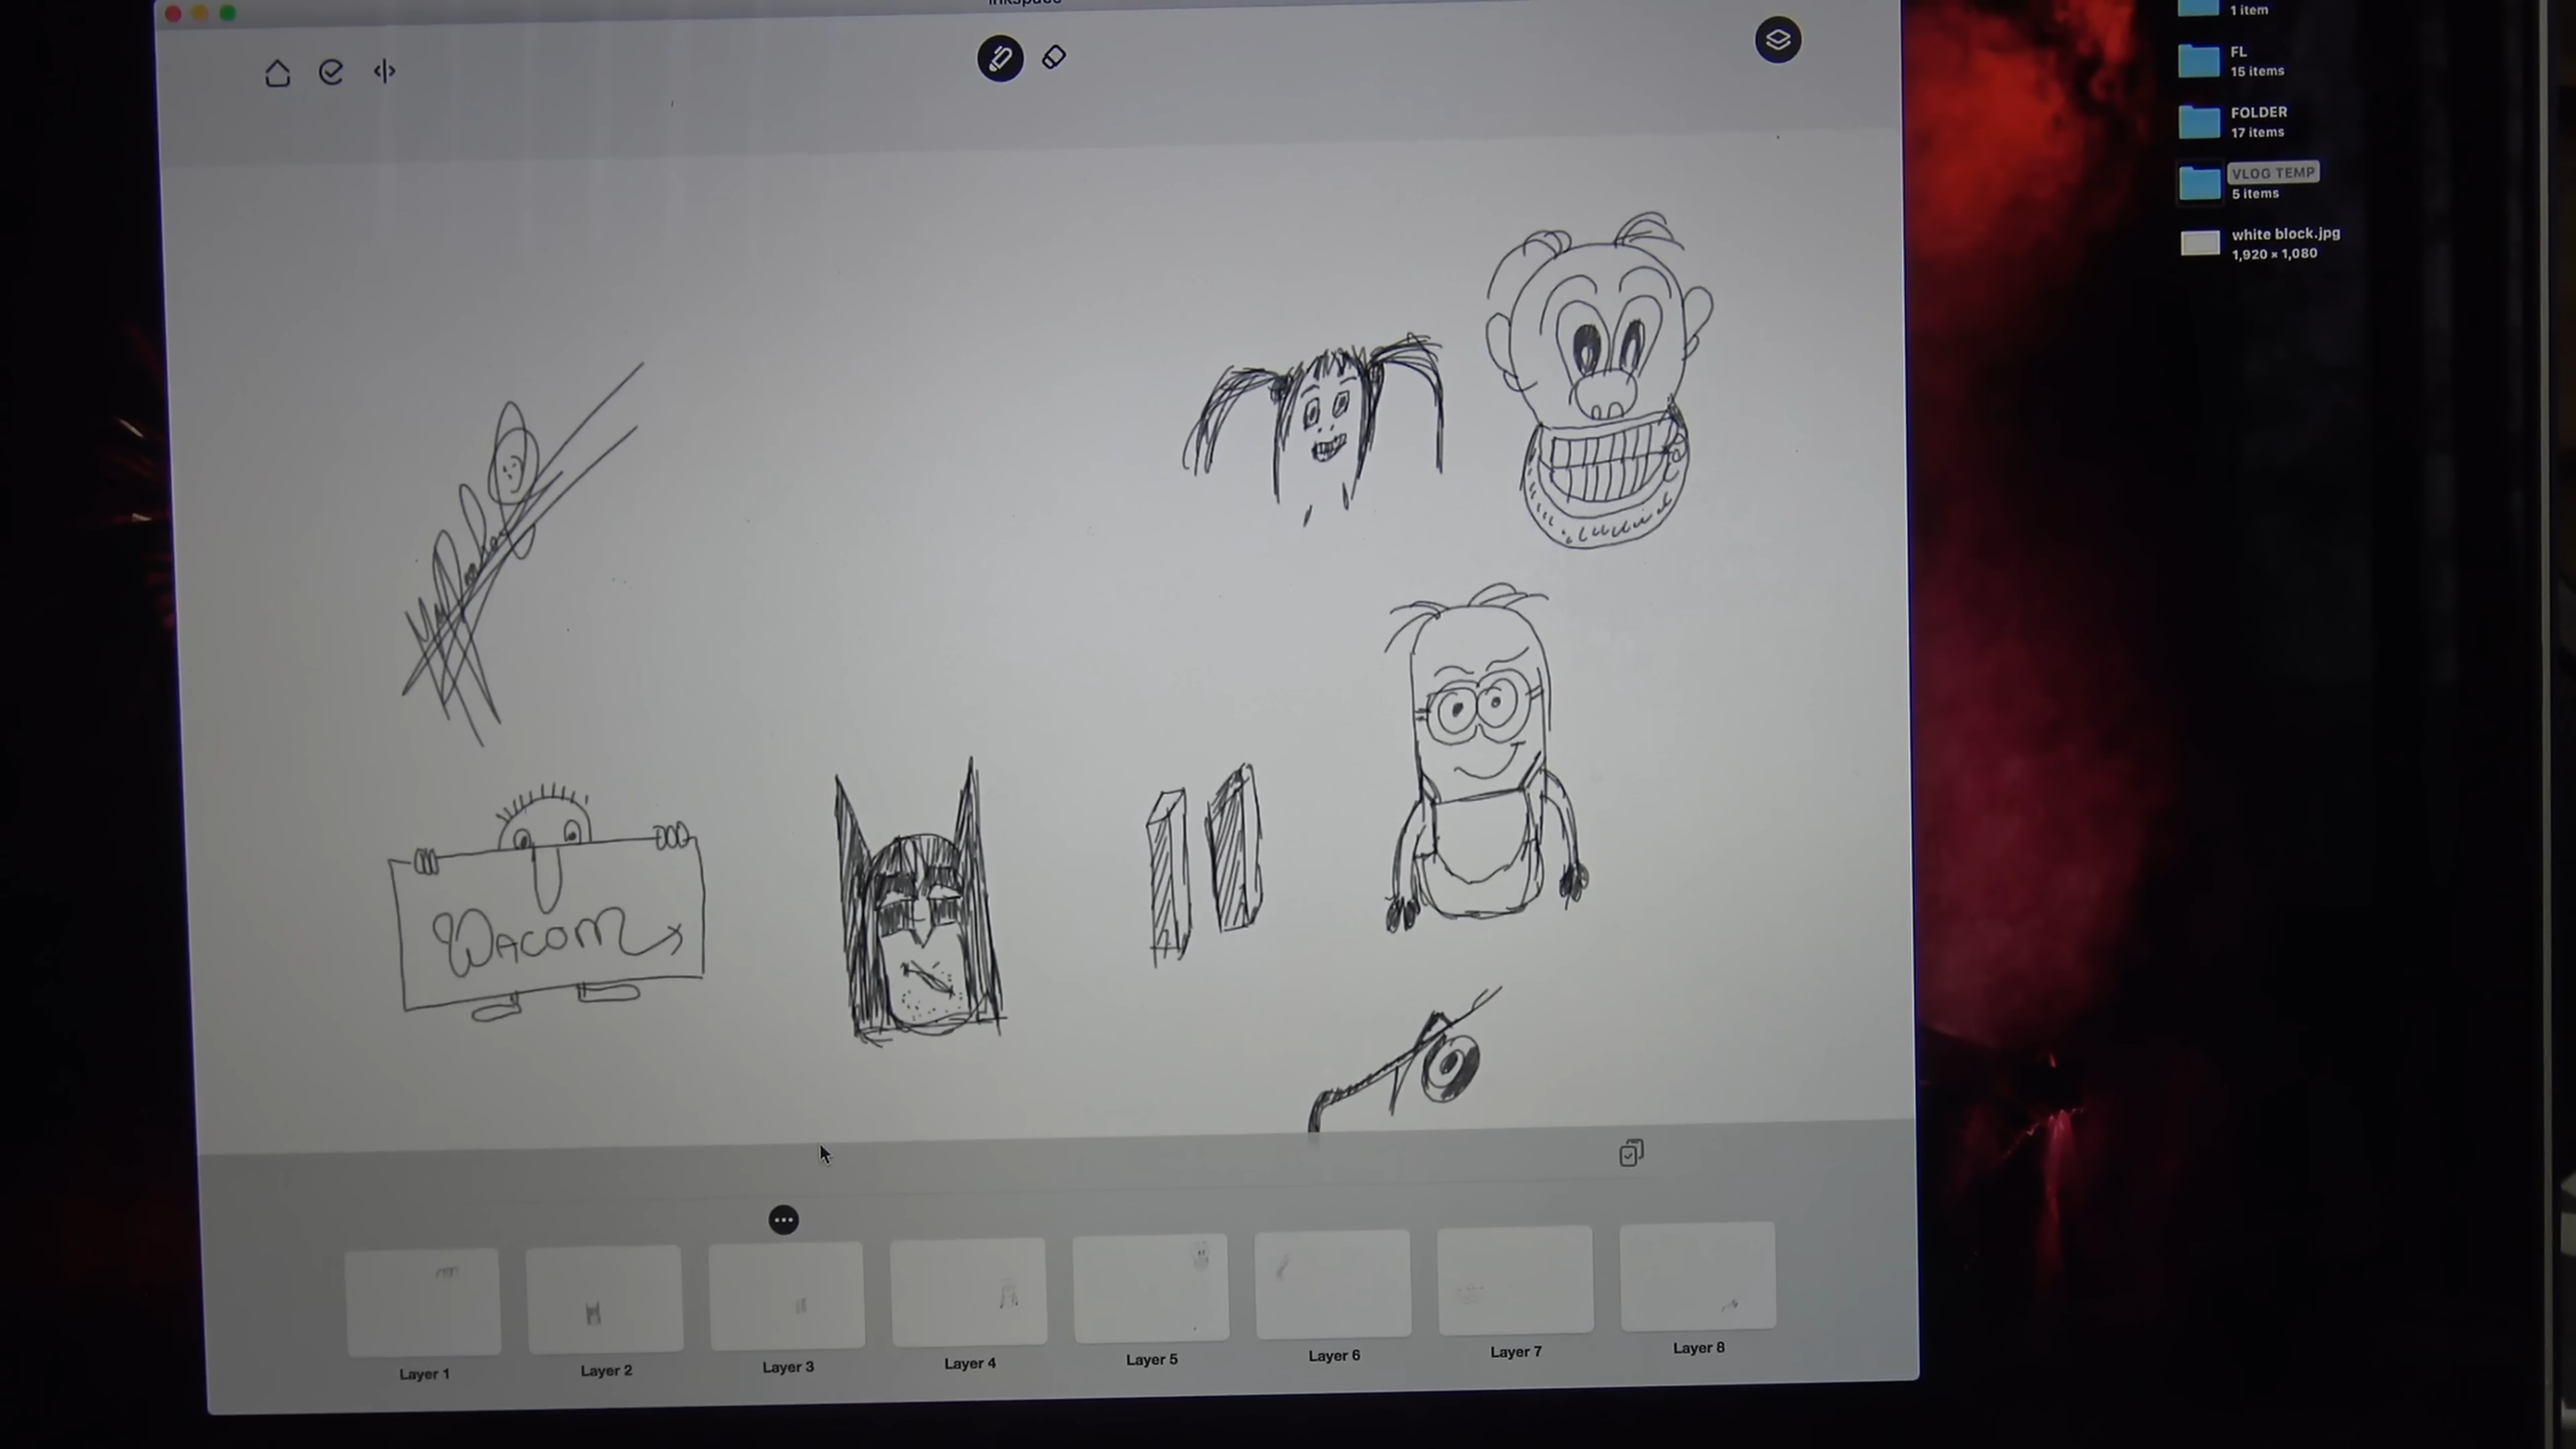 inkspace
1 item
FL
15 items
FOLDER
17 items
VLOG TEMP
5 items
white block.jpg
1,920 × 1,080
WACOM
Layer 1
Layer 2
Layer 3
Layer 4
Layer 5
Layer 6
Layer 7
Layer 8